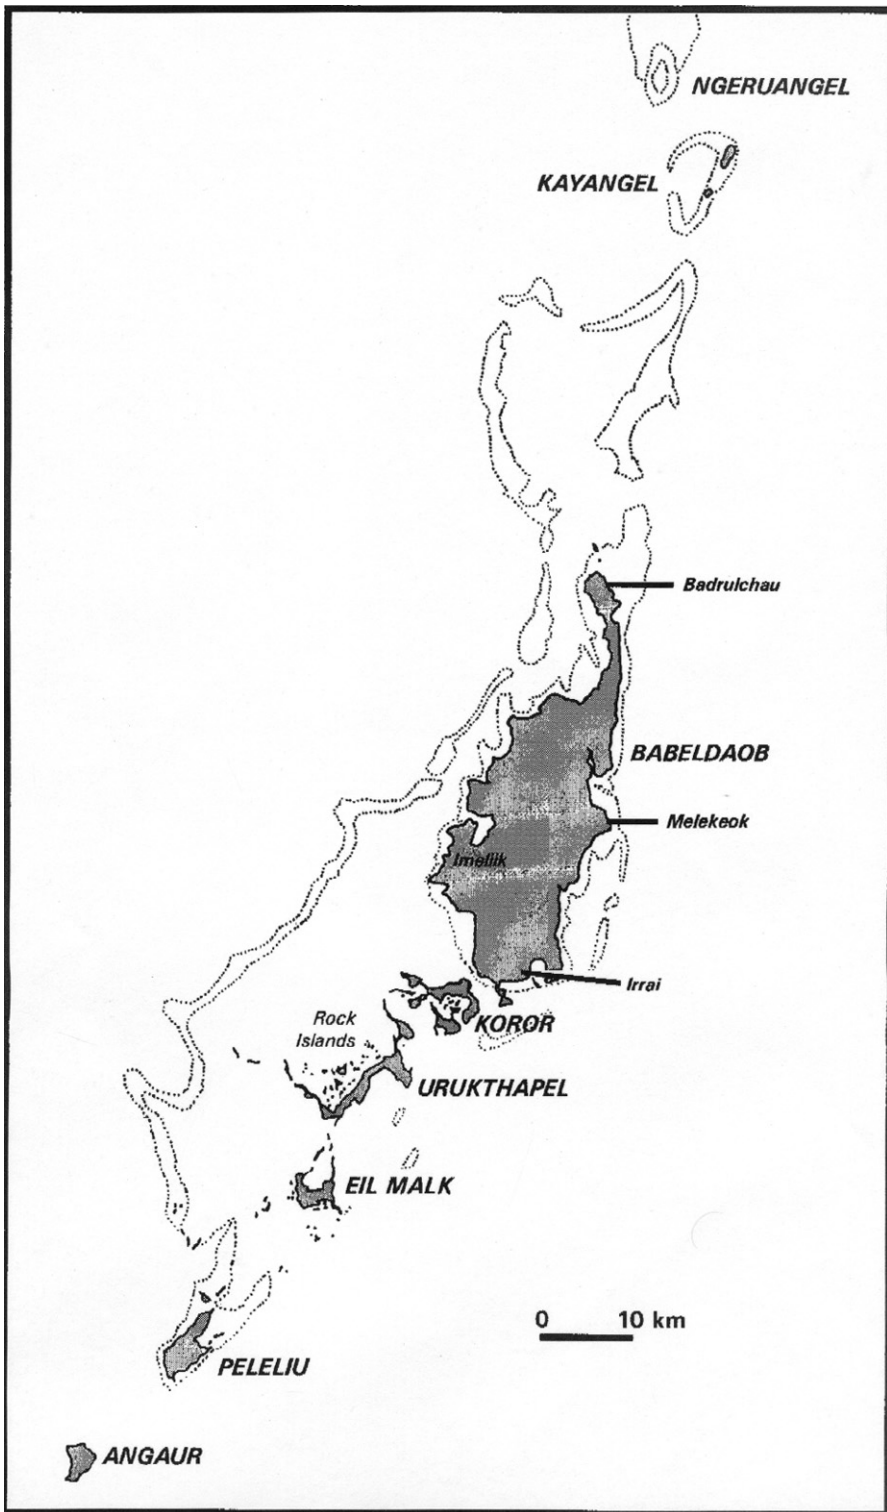 NGERUANGEL
KAYANGEL
Badrulchau
BABELDAOB
Melekeok
Imeliik
Irrai
KOROR
Rock
Islands
URUKTHAPEL
EIL MALK
0 10 km
PELELIU
ANGAUR